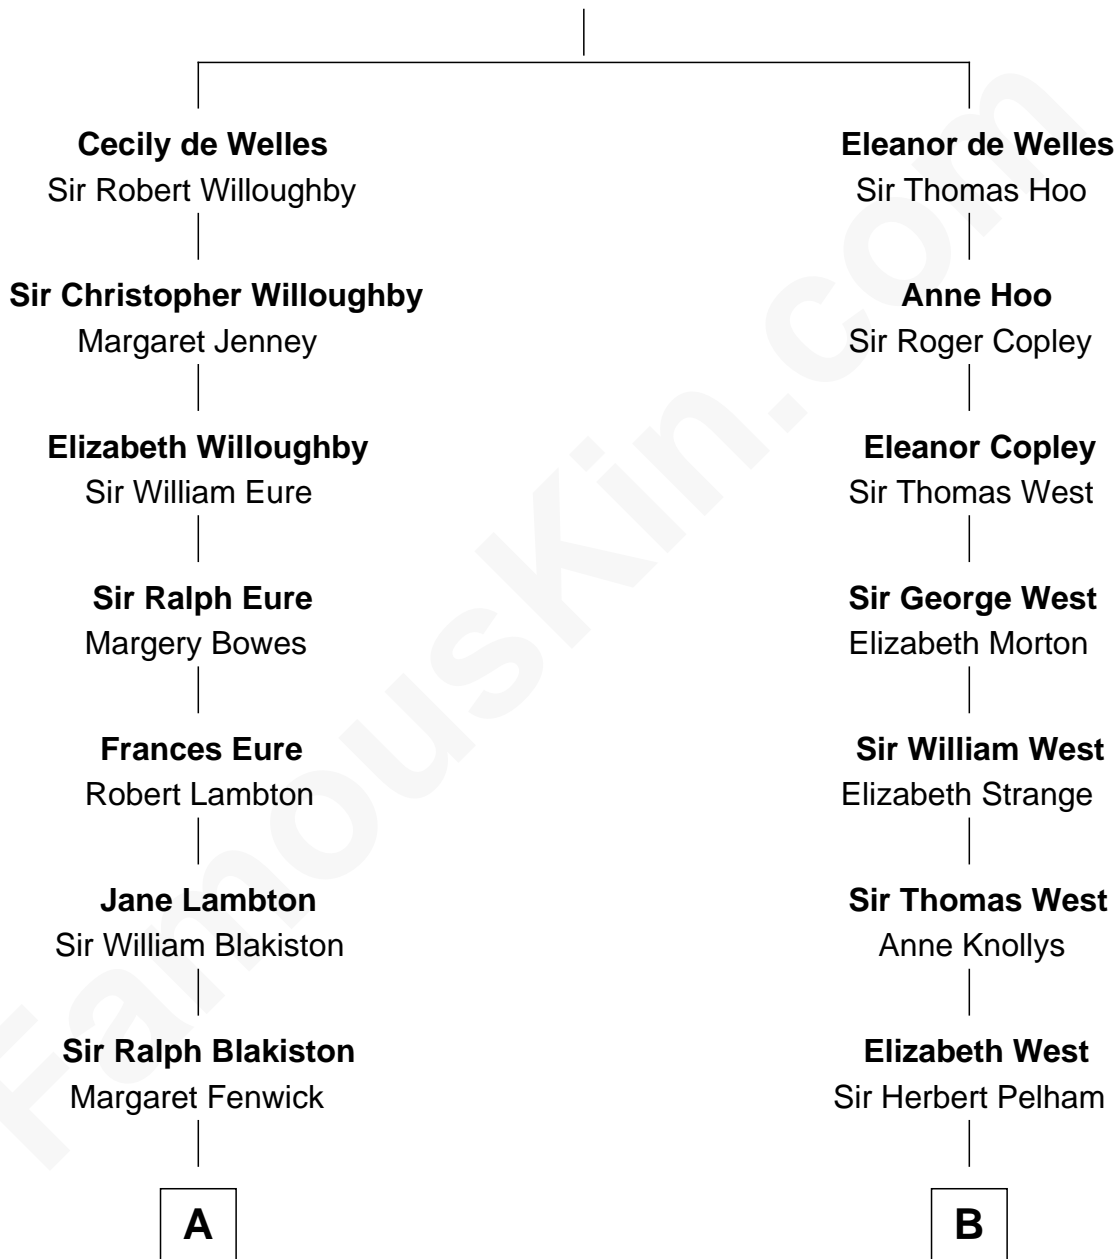 Cecily de Welles
Sir Robert Willoughby
Sir Christopher Willoughby
Margaret Jenney
Elizabeth Willoughby
Sir William Eure
Sir Ralph Eure
Margery Bowes
Frances Eure
Robert Lambton
Jane Lambton
Sir William Blakiston
Sir Ralph Blakiston
Margaret Fenwick
A
Eleanor de Welles
Sir Thomas Hoo
Anne Hoo
Sir Roger Copley
Eleanor Copley
Sir Thomas West
Sir George West
Elizabeth Morton
Sir William West
Elizabeth Strange
Sir Thomas West
Anne Knollys
Elizabeth West
Sir Herbert Pelham
B
FamousKin.com